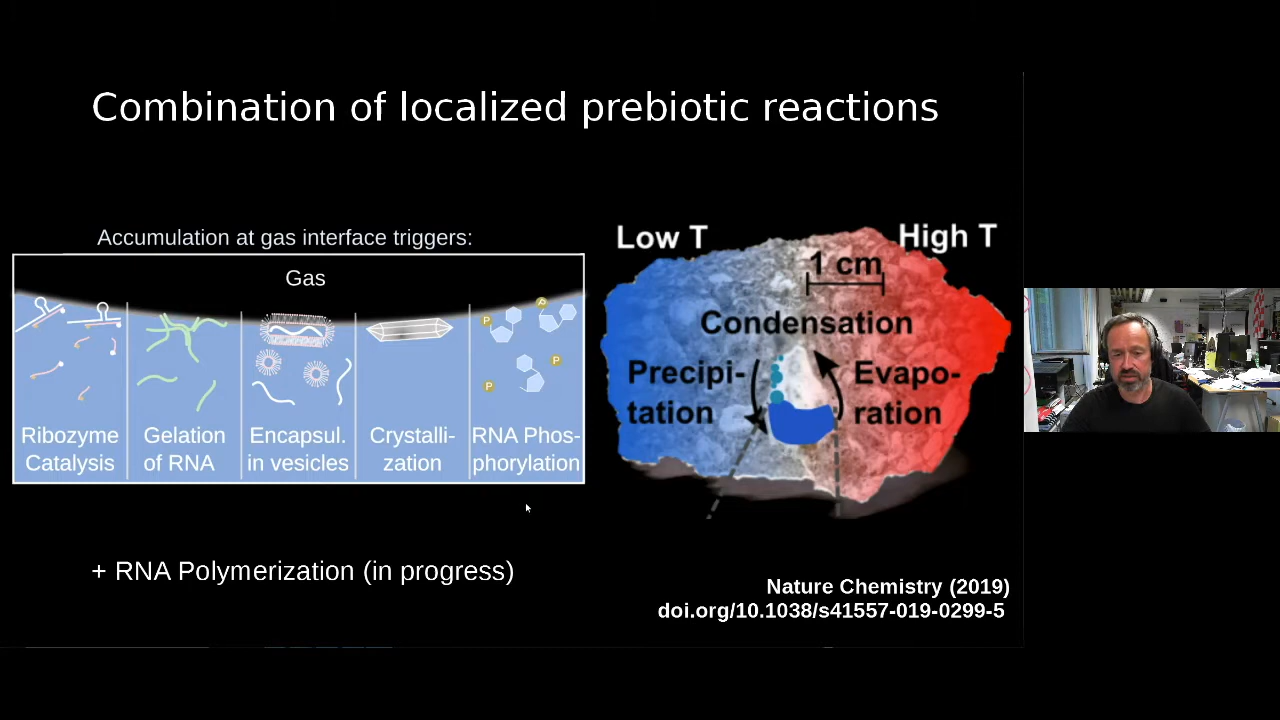 Combination of localized prebiotic reactions
Accumulation at gas interface triggers:
Gas
P
P
P
P
P
Ribozyme
Catalysis
Gelation
of RNA
Encapsul.
in vesicles
Crystalli-
zation
RNA Phos-
phorylation
Low T
High T
1 cm
Condensation
Precipi-
tation
Evapo-
ration
+ RNA Polymerization (in progress)
Nature Chemistry (2019)
doi.org/10.1038/s41557-019-0299-5